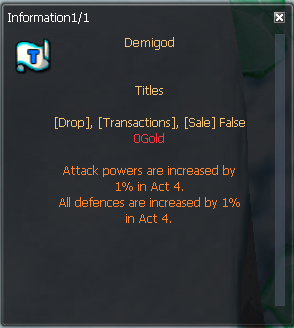 Information1/1
T
Demigod
Titles
[Drop], [Transactions], [Sale] False
0Gold
Attack powers are increased by
1% in Act 4.
All defences are increased by 1%
in Act 4.